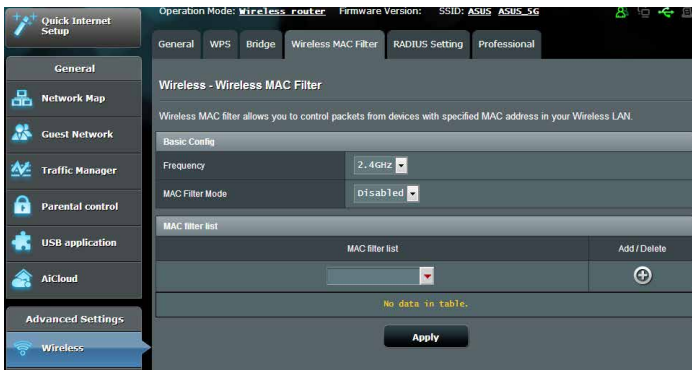 Quick Internet
Setup
Operation Mode: Wireless router Firmware Version: SSID: ASUS ASUS_5G
General WPS Bridge Wireless MAC Filter RADIUS Setting Professional
General
Network Map
Guest Network
Traffic Manager
Parental control
USB application
AiCloud
Advanced Settings
Wireless
Wireless - Wireless MAC Filter
Wireless MAC filter allows you to control packets from devices with specified MAC address in your Wireless LAN.
Basic Config
Frequency 2.4GHz
MAC Filter Mode Disabled
MAC filter list
MAC filter list Add / Delete
No data in table.
Apply